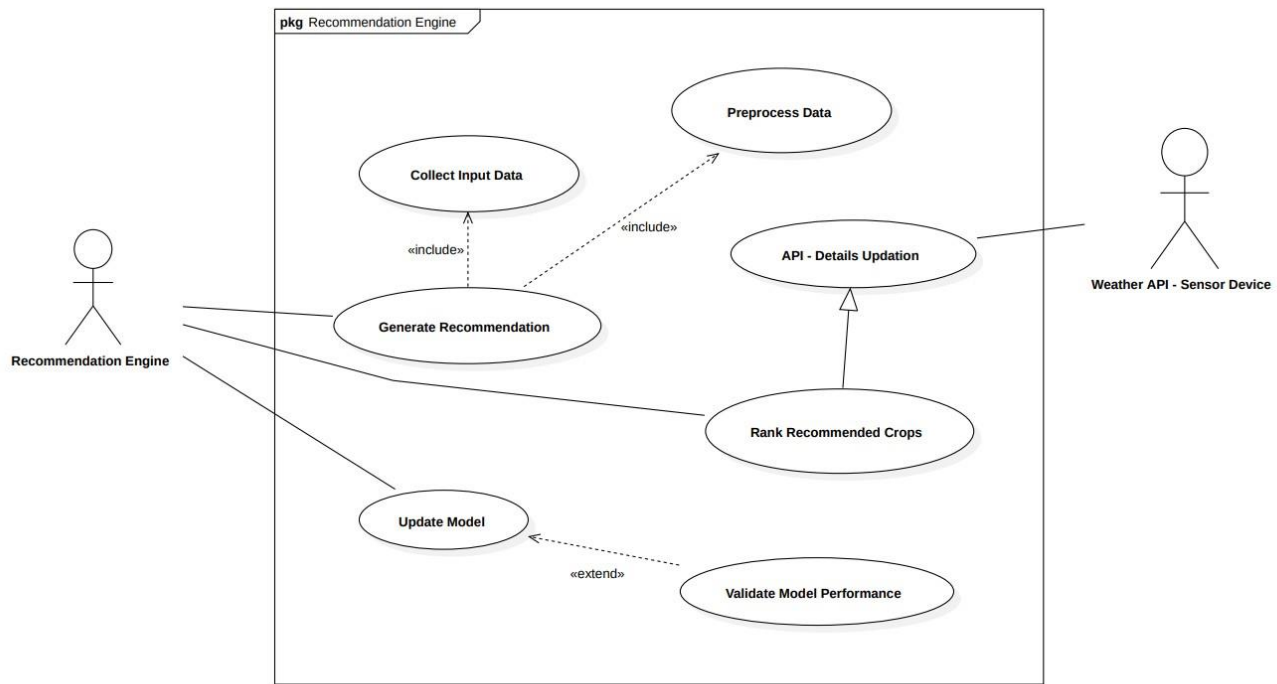 pkg Recommendation Engine
Preprocess Data
Collect Input Data
«include»
«include»
API - Details Updation
Weather API - Sensor Device
Generate Recommendation
Recommendation Engine
Rank Recommended Crops
Update Model
«extend»
Validate Model Performance